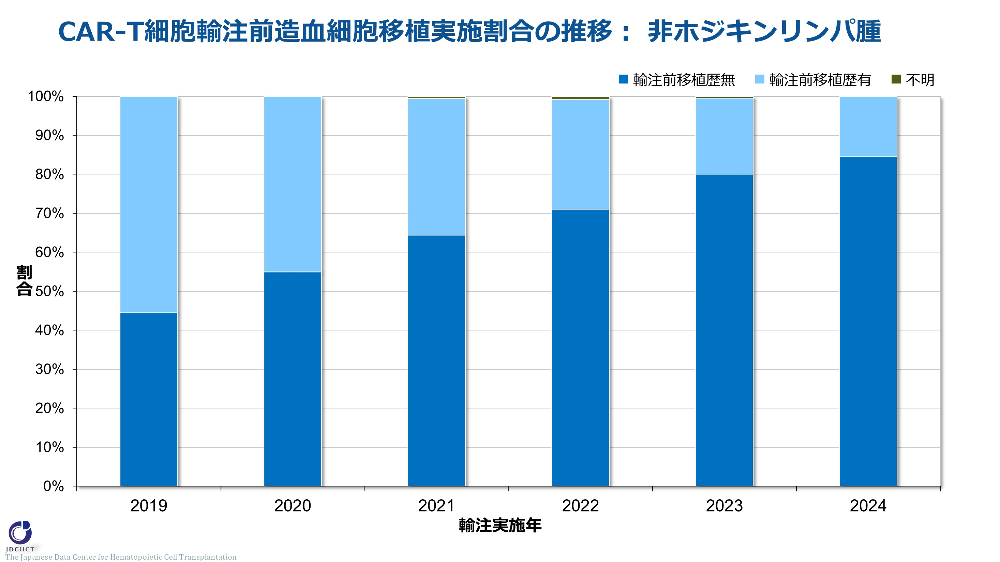 CAR-T細胞輸注前造血細胞移植実施割合の推移： 非ホジキンリンパ腫
輸注前移植歴無 輸注前移植歴有 不明
100%
90%
80%
70%
60%
50%
40%
30%
20%
10%
0%
割合
2019 2020 2021 2022 2023 2024
輸注実施年
JDCHCT
The Japanese Data Center for Hematopoietic Cell Transplantation